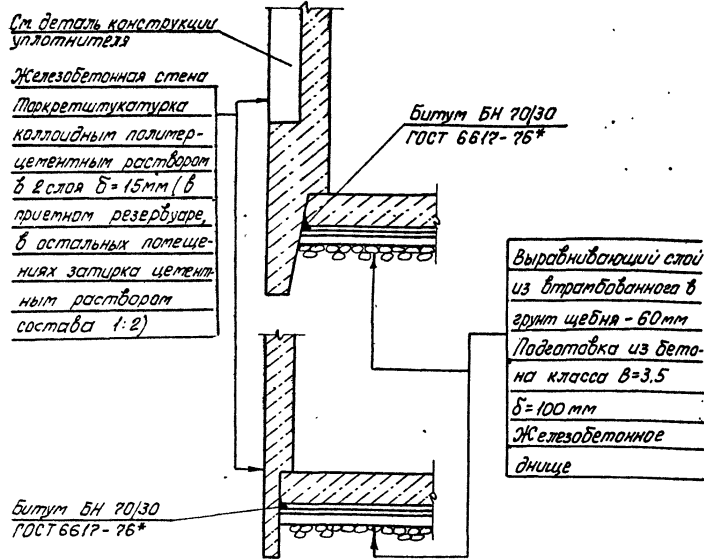 См. деталь конструкции
уплотнителя
Железобетонная стена
Торкретштукатурка
коллоидным полимер-
цементным раствором
в 2 слоя δ = 15мм (в
приемном резервуаре,
в остальных помеще-
ниях затирка цемент-
ным раствором
состава 1:2)
Битум БН 70/30
ГОСТ 6617-76*
Выравнивающий слой
из втрамбованного в
грунт щебня - 60мм
Подготовка из бето-
на класса В=3.5
δ=100 мм
Железобетонное
днище
Битум БН 70/30
ГОСТ 6617-76*